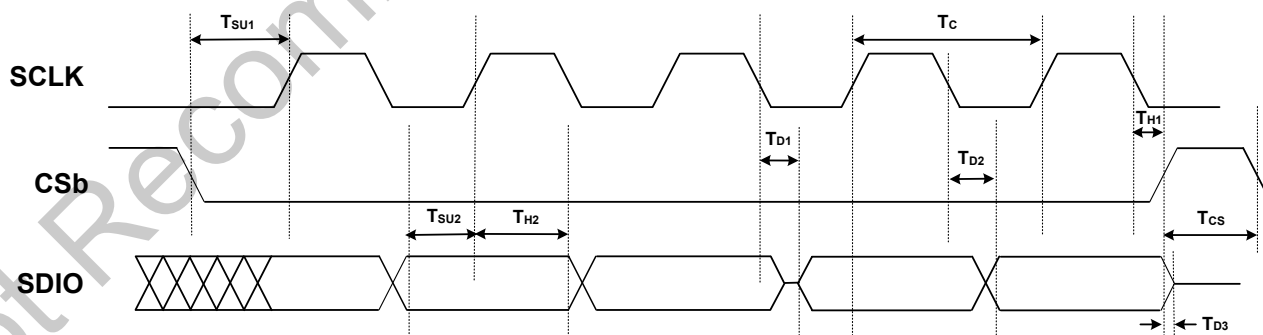 TSU1
TC
SCLK
TH1
TD1
TD2
CSb
TSU2
TH2
TCS
SDIO
TD3